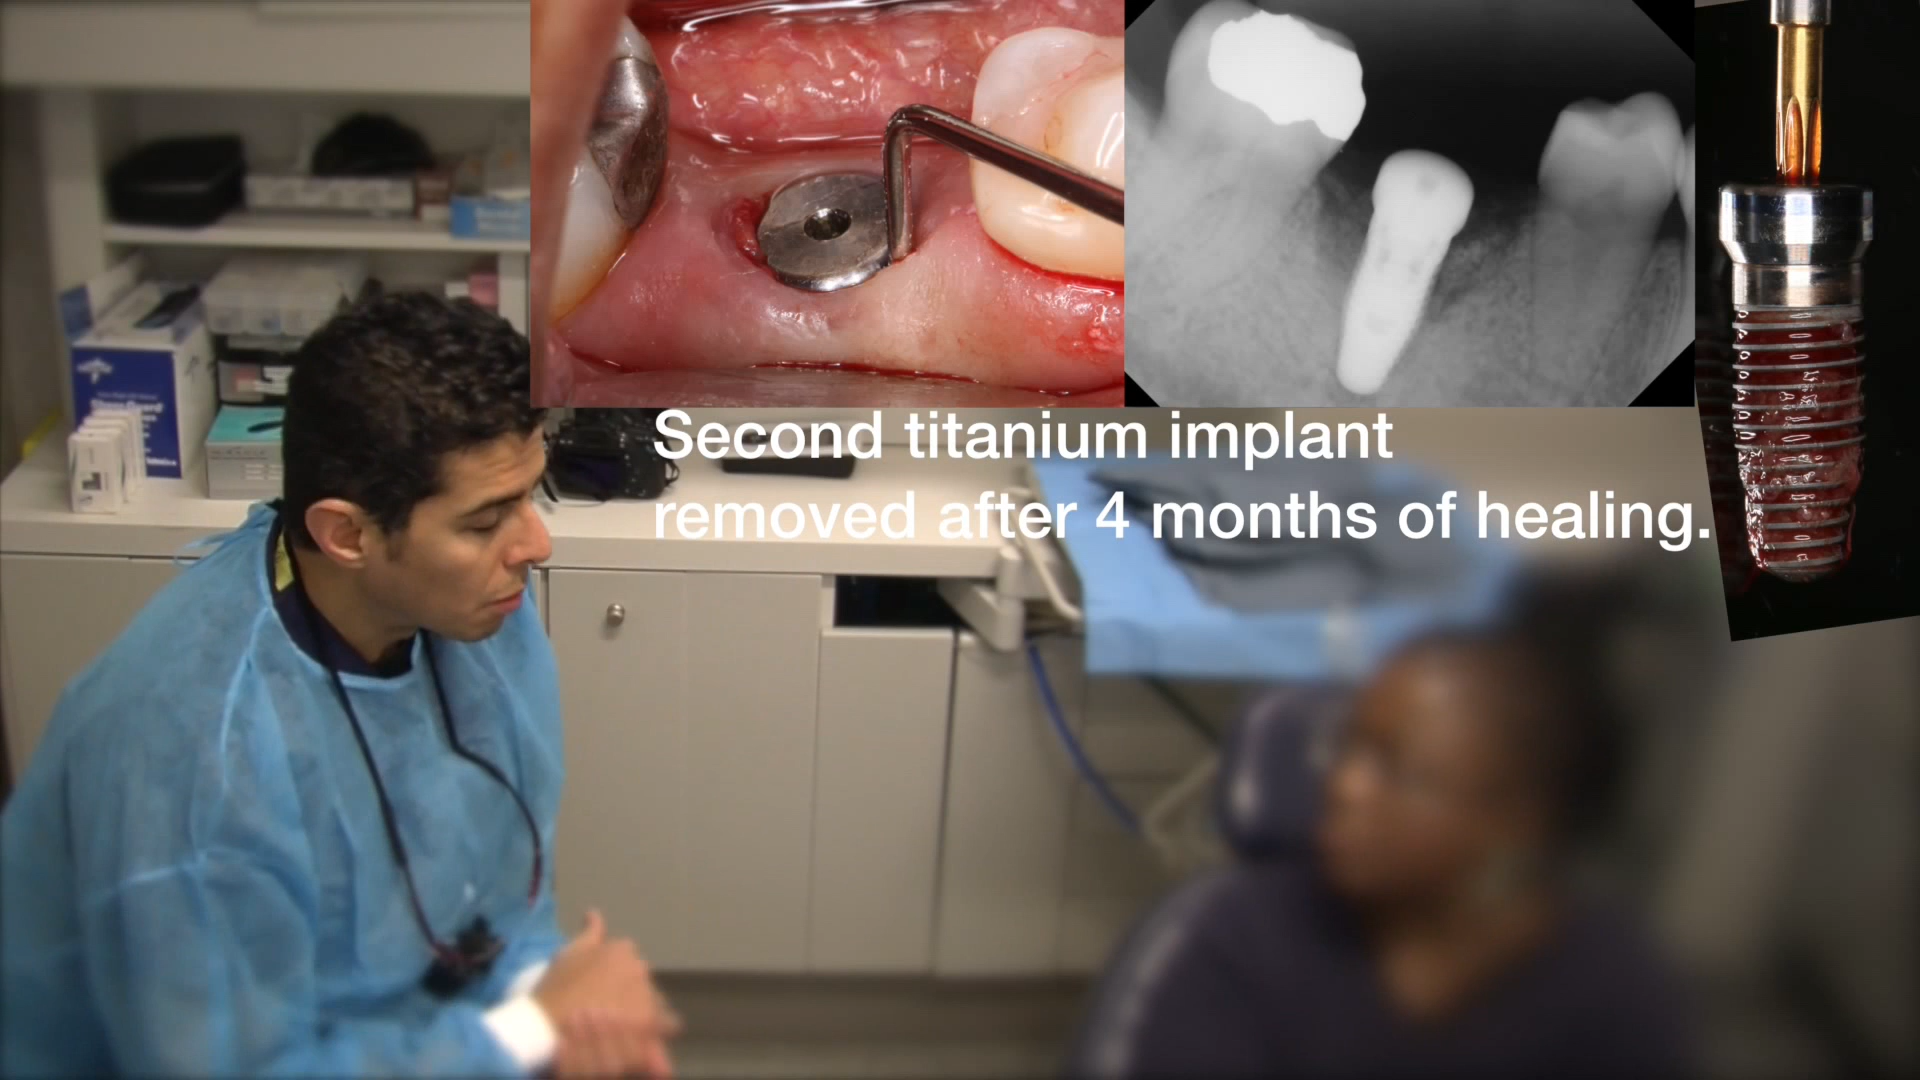 Second titanium implant
removed after 4 months of healing.